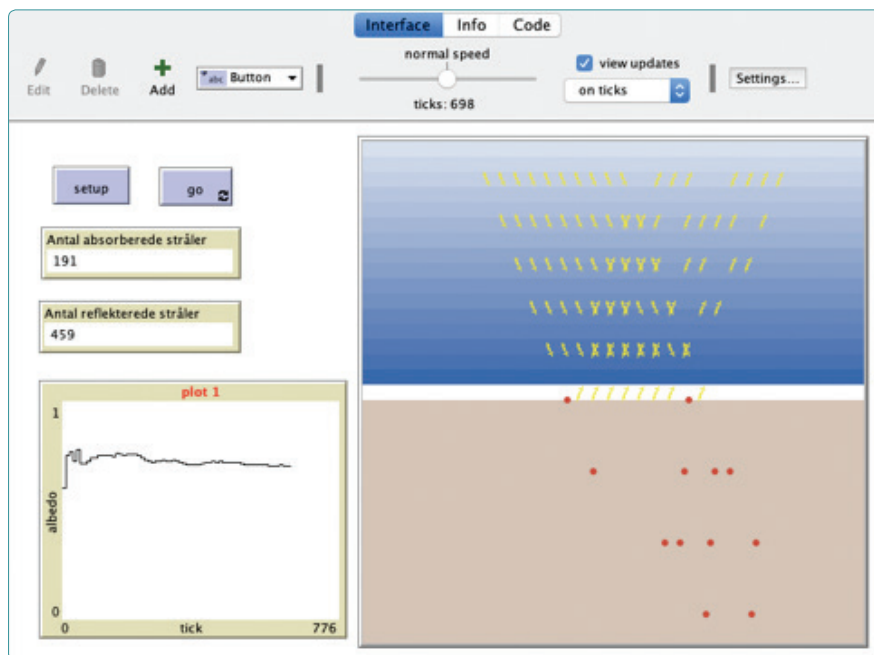 Interface Info Code
normal speed
view updates
Edit Delete Add
abc Button
on ticks
Settings...
ticks: 698
setup
go
Antal absorberede stråler
191
Antal reflekterede stråler
459
plot 1
1
albedo
0
0 tick 776